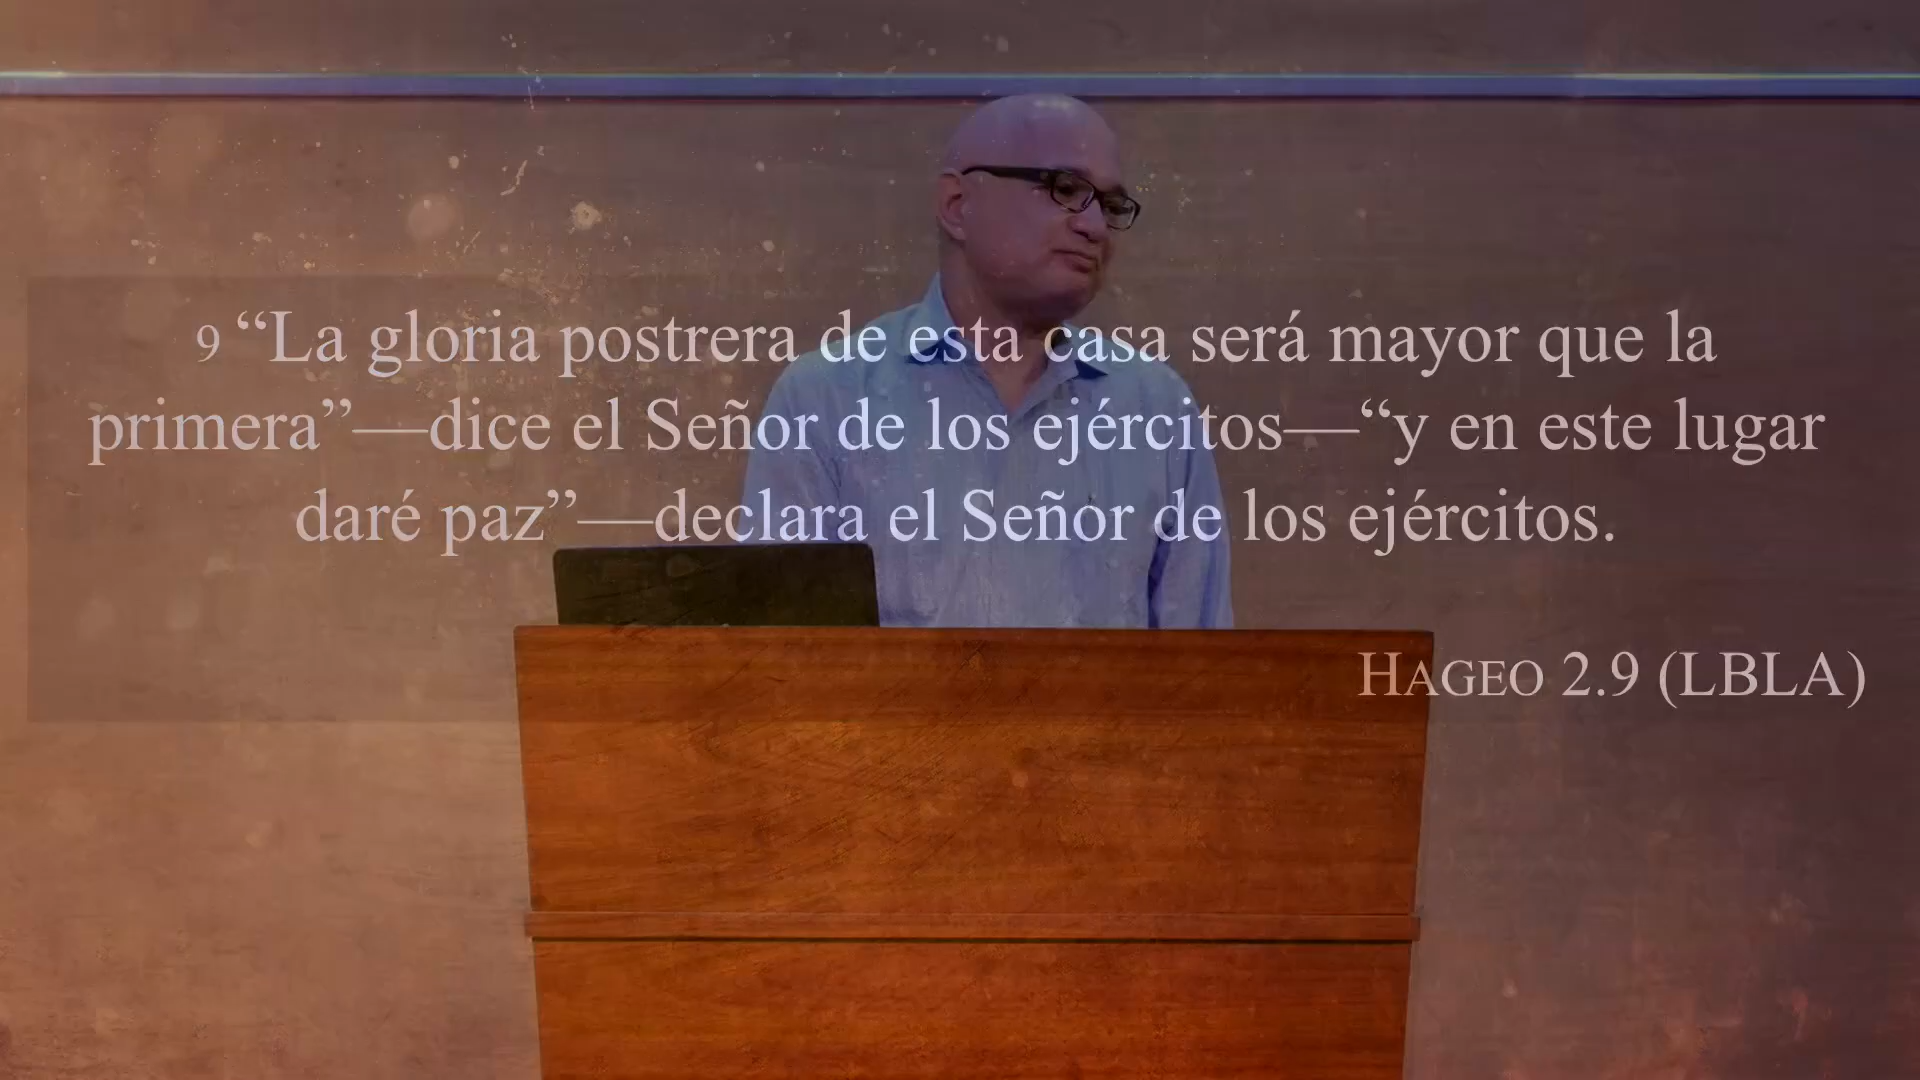 9 “La gloria postrera de esta casa será mayor que la
primera”—dice el Señor de los ejércitos—“y en este lugar
daré paz”—declara el Señor de los ejércitos.
HAGEO 2.9 (LBLA)